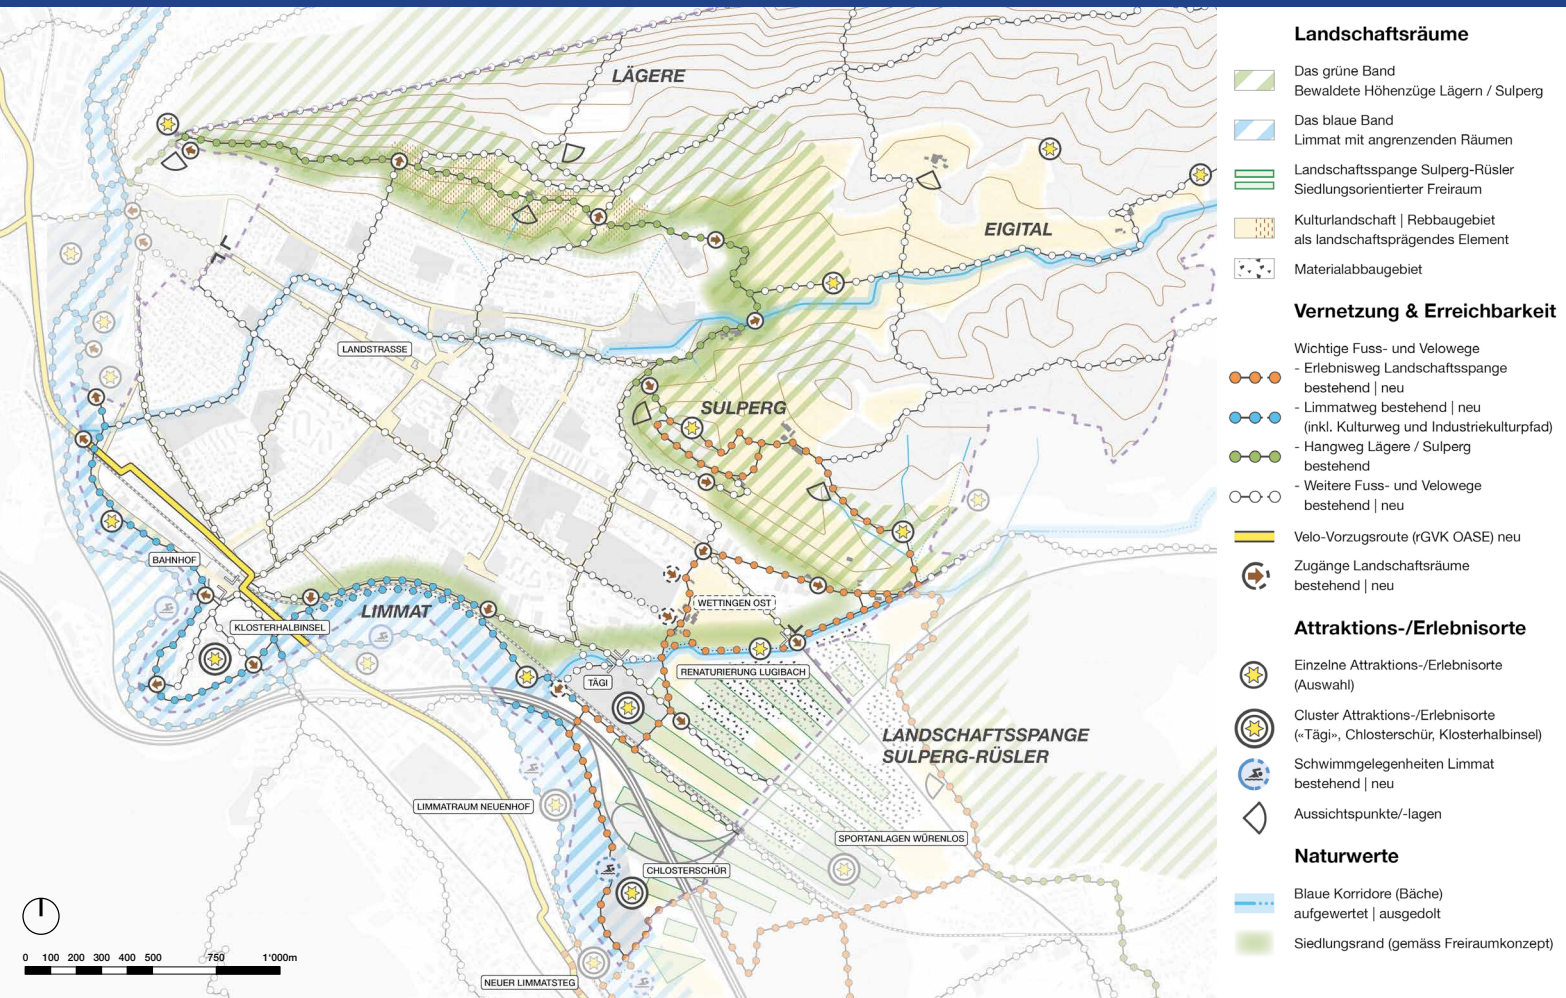 LÄGERE
EIGITAL
LANDSTRASSE
SULPERG
BAHNHOF
LIMMAT
WETTINGEN OST
KLOSTERHALBINSEL
RENATURIERUNG LUGIBACH
TÄGI
LANDSCHAFTSSPANGE
SULPERG-RÜSLER
LIMMATRAUM NEUENHOF
SPORTANLAGEN WÜRENLOS
CHLOSTERSCHÜR
NEUER LIMMATSTEG
0 100 200 300 400 500 750 1'000m
Landschaftsräume
Das grüne Band
Bewaldete Höhenzüge Lägern / Sulperg
Das blaue Band
Limmat mit angrenzenden Räumen
Landschaftsspange Sulperg-Rüsler
Siedlungsorientierter Freiraum
Kulturlandschaft | Rebbaugebiet
als landschaftsprägendes Element
Materialabbaugebiet
Vernetzung & Erreichbarkeit
Wichtige Fuss- und Velowege
- Erlebnisweg Landschaftsspange
bestehend | neu
- Limmatweg bestehend | neu
(inkl. Kulturweg und Industriekulturpfad)
- Hangweg Lägere / Sulperg
bestehend
- Weitere Fuss- und Velowege
bestehend | neu
Velo-Vorzugsroute (rGVK OASE) neu
Zugänge Landschaftsräume
bestehend | neu
Attraktions-/Erlebnisorte
Einzelne Attraktions-/Erlebnisorte
(Auswahl)
Cluster Attraktions-/Erlebnisorte
(«Tägi», Chlosterschür, Klosterhalbinsel)
Schwimmgelegenheiten Limmat
bestehend | neu
Aussichtspunkte/-lagen
Naturwerte
Blaue Korridore (Bäche)
aufgewertet | ausgedolt
Siedlungsrand (gemäss Freiraumkonzept)